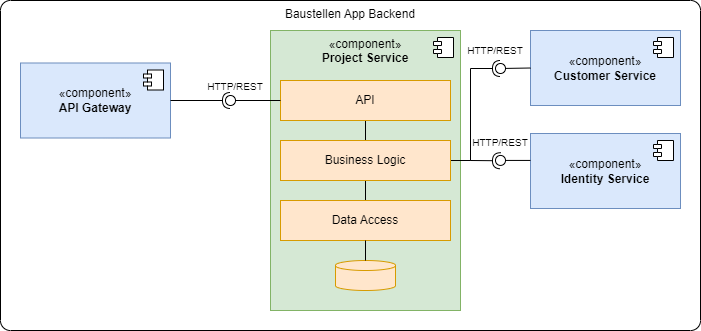 Baustellen App Backend
«component»
API Gateway
HTTP/REST
«component»
Project Service
API
Business Logic
Data Access
HTTP/REST
«component»
Customer Service
HTTP/REST
«component»
Identity Service